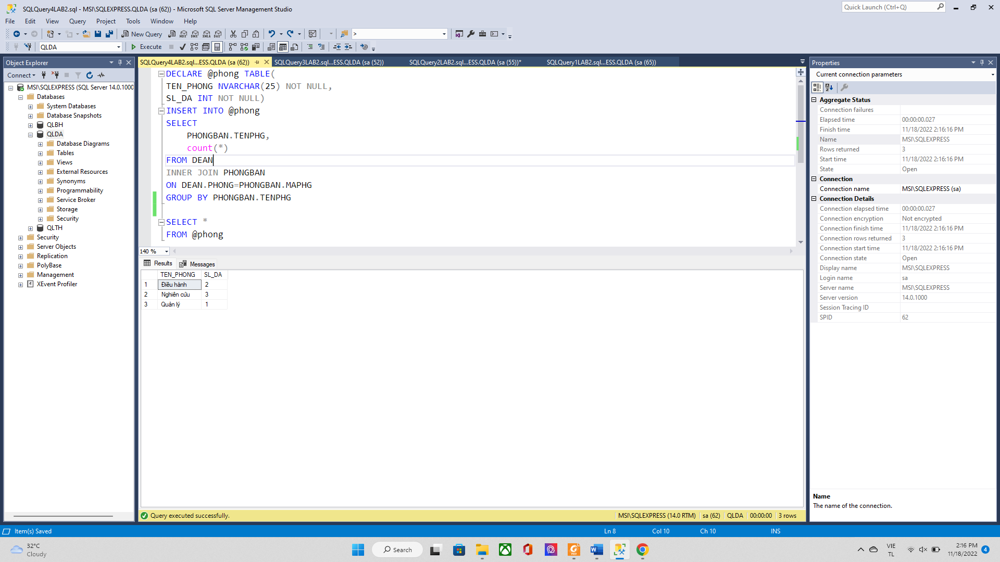 SQLQuery4LAB2.sql - MSI\SQLEXPRESS.QLDA (sa (62)) - Microsoft SQL Server Management Studio
Quick Launch (Ctrl+Q)
File Edit View Query Project Tools Window Help
New Query
MDX DMX XMLA DAX
>
QLDA
Execute
Object Explorer
Connect
MSI\SQLEXPRESS (SQL Server 14.0.1000
Databases
System Databases
Database Snapshots
QLBH
QLDA
Database Diagrams
Tables
Views
External Resources
Synonyms
Programmability
Service Broker
Storage
Security
QLTH
Security
Server Objects
Replication
PolyBase
Management
XEvent Profiler
SQLQuery4LAB2.sql...ESS.QLDA (sa (62))
SQLQuery3LAB2.sql...ESS.QLDA (sa (52))
SQLQuery2LAB2.sql...ESS.QLDA (sa (55))*
SQLQuery1LAB2.sql...ESS.QLDA (sa (65))
DECLARE @phong TABLE(
TEN_PHONG NVARCHAR(25) NOT NULL,
SL_DA INT NOT NULL)
INSERT INTO @phong
SELECT
PHONGBAN.TENPHG,
count(*)
FROM DEAN
INNER JOIN PHONGBAN
ON DEAN.PHONG=PHONGBAN.MAPHG
GROUP BY PHONGBAN.TENPHG
SELECT *
FROM @phong
140 %
Results Messages
TEN_PHONG SL_DA
1 Điều hành 2
2 Nghiên cứu 3
3 Quản lý 1
Query executed successfully.
MSI\SQLEXPRESS (14.0 RTM) sa (62) QLDA 00:00:00 3 rows
Properties
Current connection parameters
Aggregate Status
Connection failures
Elapsed time 00:00:00.027
Finish time 11/18/2022 2:16:16 PM
Name MSI\SQLEXPRESS
Rows returned 3
Start time 11/18/2022 2:16:16 PM
State Open
Connection
Connection name MSI\SQLEXPRESS (sa)
Connection Details
Connection elapsed time 00:00:00.027
Connection encryption Not encrypted
Connection finish time 11/18/2022 2:16:16 PM
Connection rows returned 3
Connection start time 11/18/2022 2:16:16 PM
Connection state Open
Display name MSI\SQLEXPRESS
Login name sa
Server name MSI\SQLEXPRESS
Server version 14.0.1000
Session Tracing ID
SPID 62
Name
The name of the connection.
Item(s) Saved
Ln 8 Col 10 Ch 10 INS
32°C
Cloudy
Search
VIE
TL
2:16 PM
11/18/2022
4